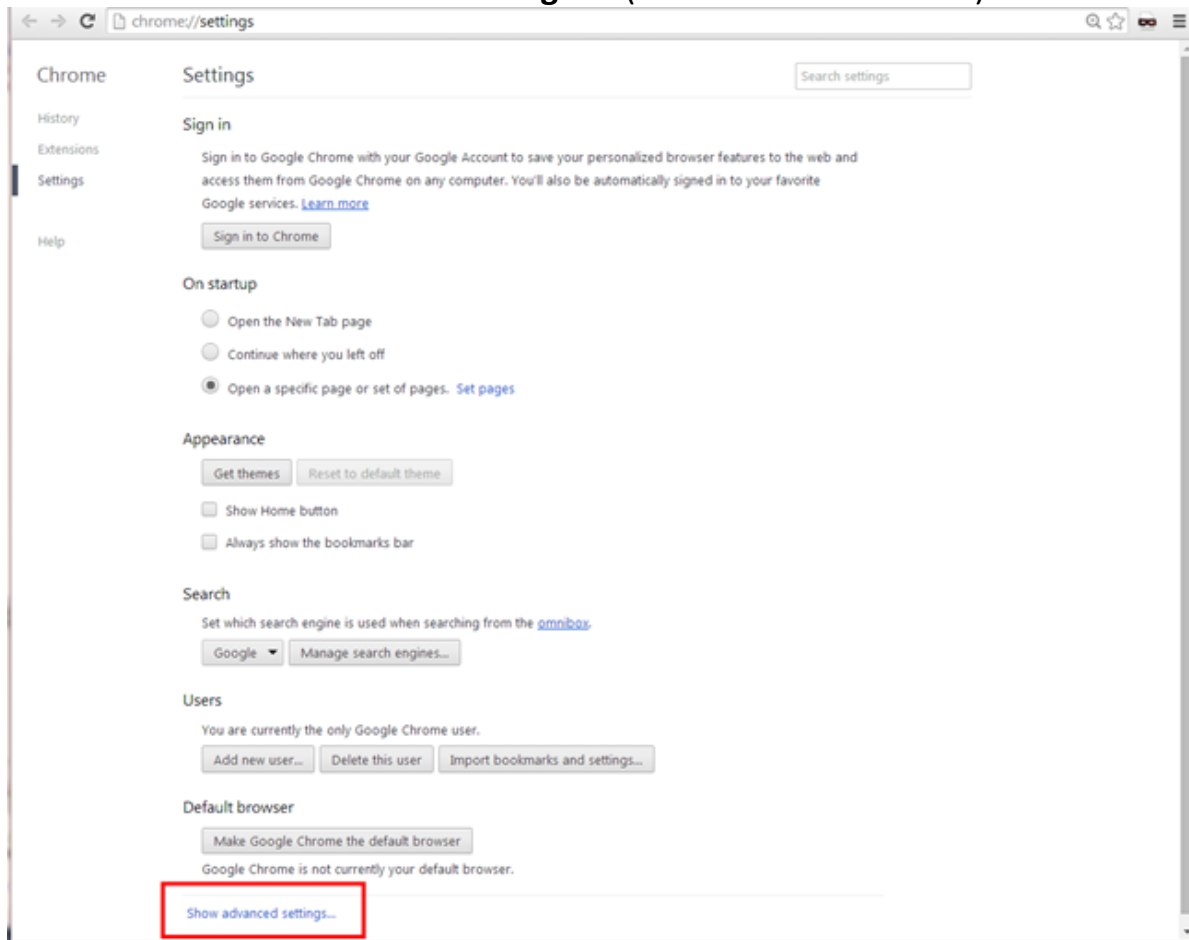 chrome://settings
Chrome
Settings
Search settings
History
Extensions
Settings
Help
Sign in
Sign in to Google Chrome with your Google Account to save your personalized browser features to the web and
access them from Google Chrome on any computer. You'll also be automatically signed in to your favorite
Google services. Learn more
Sign in to Chrome
On startup
Open the New Tab page
Continue where you left off
Open a specific page or set of pages. Set pages
Appearance
Get themes
Reset to default theme
Show Home button
Always show the bookmarks bar
Search
Set which search engine is used when searching from the omnibox.
Google
Manage search engines...
Users
You are currently the only Google Chrome user.
Add new user...
Delete this user
Import bookmarks and settings...
Default browser
Make Google Chrome the default browser
Google Chrome is not currently your default browser.
Show advanced settings...